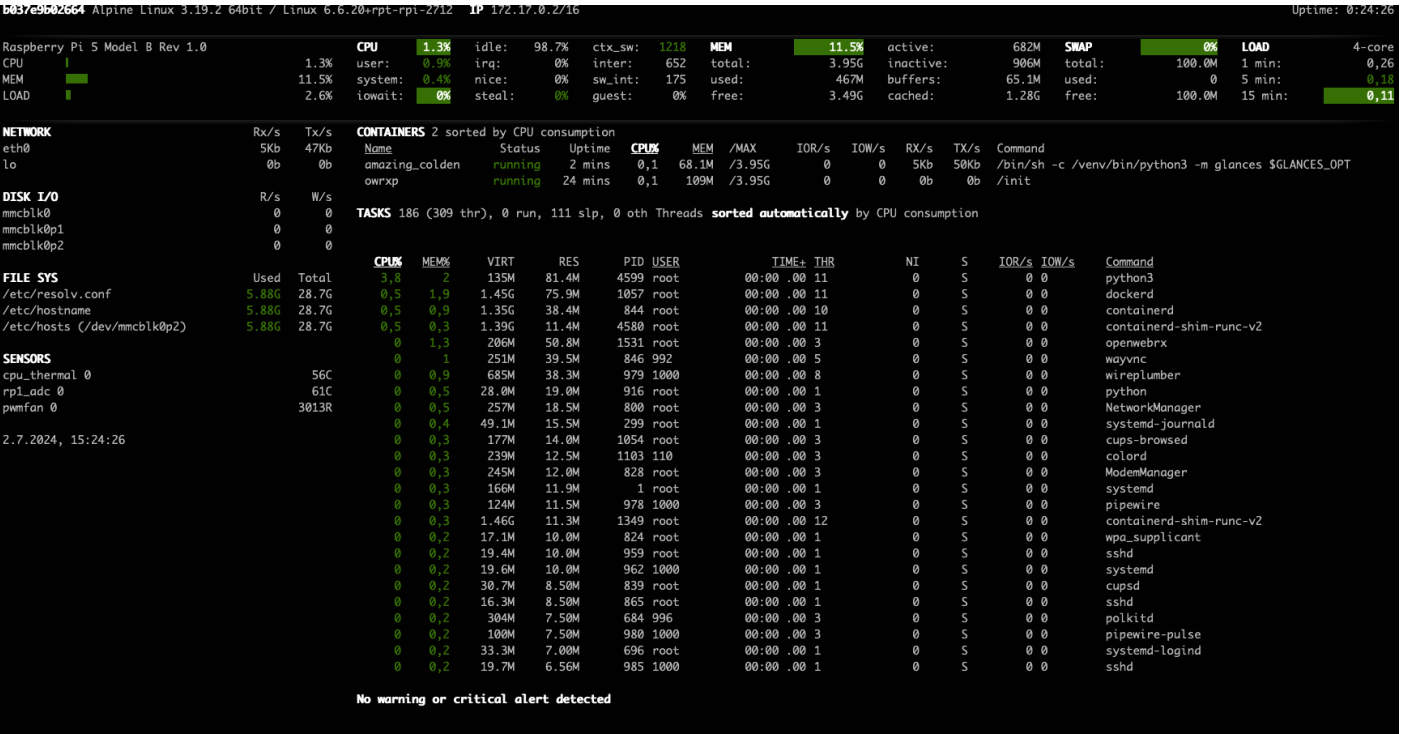 b037e9b02664 Alpine Linux 3.19.2 64bit / Linux 6.6.20+rpt-rpi-2712 IP 172.17.0.2/16 Uptime: 0:24:26
Raspberry Pi 5 Model B Rev 1.0 CPU 1.3% idle: 98.7% ctx_sw: 1218 MEM 11.5% active: 682M SWAP 0% LOAD 4-core
CPU 1.3% user: 0.9% irq: 0% inter: 652 total: 3.95G inactive: 906M total: 100.0M 1 min: 0,26
MEM 11.5% system: 0.4% nice: 0% sw_int: 175 used: 467M buffers: 65.1M used: 0 5 min: 0,18
LOAD 2.6% iowait: 0% steal: 0% guest: 0% free: 3.49G cached: 1.28G free: 100.0M 15 min: 0,11
NETWORK Rx/s Tx/s CONTAINERS 2 sorted by CPU consumption
eth0 5Kb 47Kb Name Status Uptime CPU% MEM /MAX IOR/s IOW/s RX/s TX/s Command
lo 0b 0b amazing_colden running 2 mins 0,1 68.1M /3.95G 0 0 5Kb 50Kb /bin/sh -c /venv/bin/python3 -m glances $GLANCES_OPT
owrxp running 24 mins 0,1 109M /3.95G 0 0 0b 0b /init
DISK I/O R/s W/s
mmcblk0 0 0 TASKS 186 (309 thr), 0 run, 111 slp, 0 oth Threads sorted automatically by CPU consumption
mmcblk0p1 0 0
mmcblk0p2 0 0
CPU% MEM% VIRT RES PID USER TIME+ THR NI S IOR/s IOW/s Command
FILE SYS Used Total 3,8 2 135M 81.4M 4599 root 00:00 .00 11 0 S 0 0 python3
/etc/resolv.conf 5.88G 28.7G 0,5 1,9 1.45G 75.9M 1057 root 00:00 .00 11 0 S 0 0 dockerd
/etc/hostname 5.88G 28.7G 0,5 0,9 1.35G 38.4M 844 root 00:00 .00 10 0 S 0 0 containerd
/etc/hosts (/dev/mmcblk0p2) 5.88G 28.7G 0,5 0,3 1.39G 11.4M 4580 root 00:00 .00 11 0 S 0 0 containerd-shim-runc-v2
0 1,3 206M 50.8M 1531 root 00:00 .00 3 0 S 0 0 openwebrx
SENSORS 0 1 251M 39.5M 846 992 00:00 .00 5 0 S 0 0 wayvnc
cpu_thermal 0 56C 0 0,9 685M 38.3M 979 1000 00:00 .00 8 0 S 0 0 wireplumber
rp1_adc 0 61C 0 0,5 28.0M 19.0M 916 root 00:00 .00 1 0 S 0 0 python
pwmfan 0 3013R 0 0,5 257M 18.5M 800 root 00:00 .00 3 0 S 0 0 NetworkManager
0 0,4 49.1M 15.5M 299 root 00:00 .00 1 0 S 0 0 systemd-journald
2.7.2024, 15:24:26 0 0,3 177M 14.0M 1054 root 00:00 .00 3 0 S 0 0 cups-browsed
0 0,3 239M 12.5M 1103 110 00:00 .00 3 0 S 0 0 colord
0 0,3 245M 12.0M 828 root 00:00 .00 3 0 S 0 0 ModemManager
0 0,3 166M 11.9M 1 root 00:00 .00 1 0 S 0 0 systemd
0 0,3 124M 11.5M 978 1000 00:00 .00 3 0 S 0 0 pipewire
0 0,3 1.46G 11.3M 1349 root 00:00 .00 12 0 S 0 0 containerd-shim-runc-v2
0 0,2 17.1M 10.0M 824 root 00:00 .00 1 0 S 0 0 wpa_supplicant
0 0,2 19.4M 10.0M 959 root 00:00 .00 1 0 S 0 0 sshd
0 0,2 19.6M 10.0M 962 1000 00:00 .00 1 0 S 0 0 systemd
0 0,2 30.7M 8.50M 839 root 00:00 .00 1 0 S 0 0 cupsd
0 0,2 16.3M 8.50M 865 root 00:00 .00 1 0 S 0 0 sshd
0 0,2 304M 7.50M 684 996 00:00 .00 3 0 S 0 0 polkitd
0 0,2 100M 7.50M 980 1000 00:00 .00 3 0 S 0 0 pipewire-pulse
0 0,2 33.3M 7.00M 696 root 00:00 .00 1 0 S 0 0 systemd-logind
0 0,2 19.7M 6.56M 985 1000 00:00 .00 1 0 S 0 0 sshd
No warning or critical alert detected